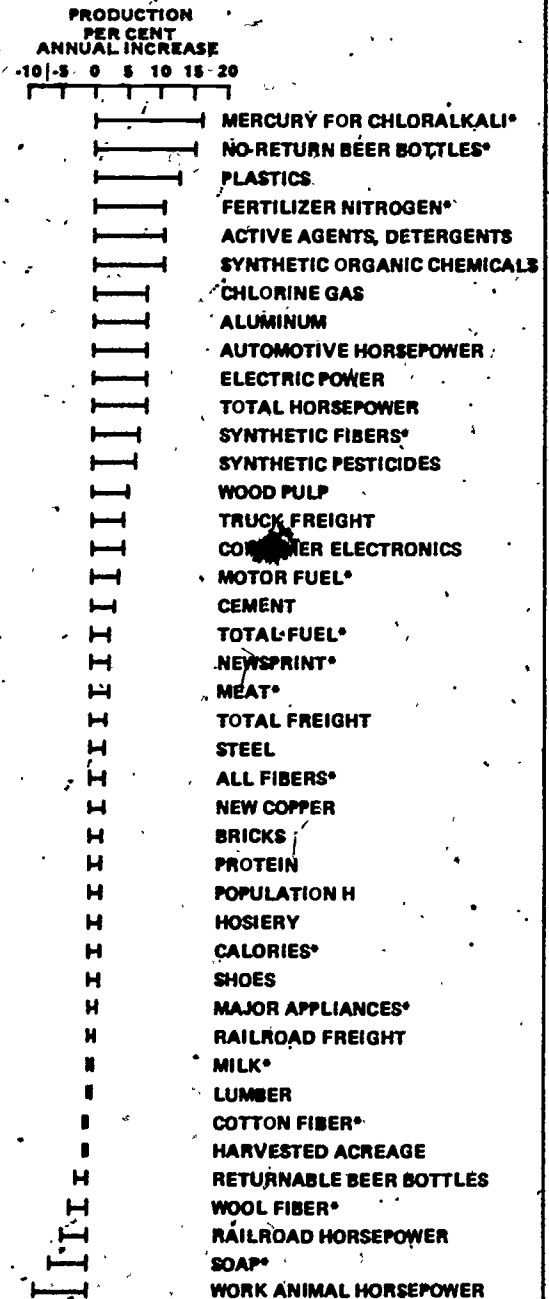 PRODUCTION
PER CENT
ANNUAL INCREASE
-10 -5 0 5 10 15 20
MERCURY FOR CHLORALKALI*
NO-RETURN BEER BOTTLES*
PLASTICS
FERTILIZER NITROGEN*
ACTIVE AGENTS, DETERGENTS
SYNTHETIC ORGANIC CHEMICALS
CHLORINE GAS
ALUMINUM
AUTOMOTIVE HORSEPOWER
ELECTRIC POWER
TOTAL HORSEPOWER
SYNTHETIC FIBERS*
SYNTHETIC PESTICIDES
WOOD PULP
TRUCK FREIGHT
ELECTRONICS
MOTOR FUEL*
CEMENT
TOTAL FUEL*
NEWSPRINT*
MEAT*
TOTAL FREIGHT
STEEL
ALL FIBERS*
NEW COPPER
BRICKS
PROTEIN
POPULATION H
HOSIERY
CALORIES*
SHOES
MAJOR APPLIANCES*
RAILROAD FREIGHT
MILK*
LUMBER
COTTON FIBER*
HARVESTED ACREAGE
RETURNABLE BEER BOTTLES
WOOL FIBER*
RAILROAD HORSEPOWER
SOAP*
WORK ANIMAL HORSEPOWER